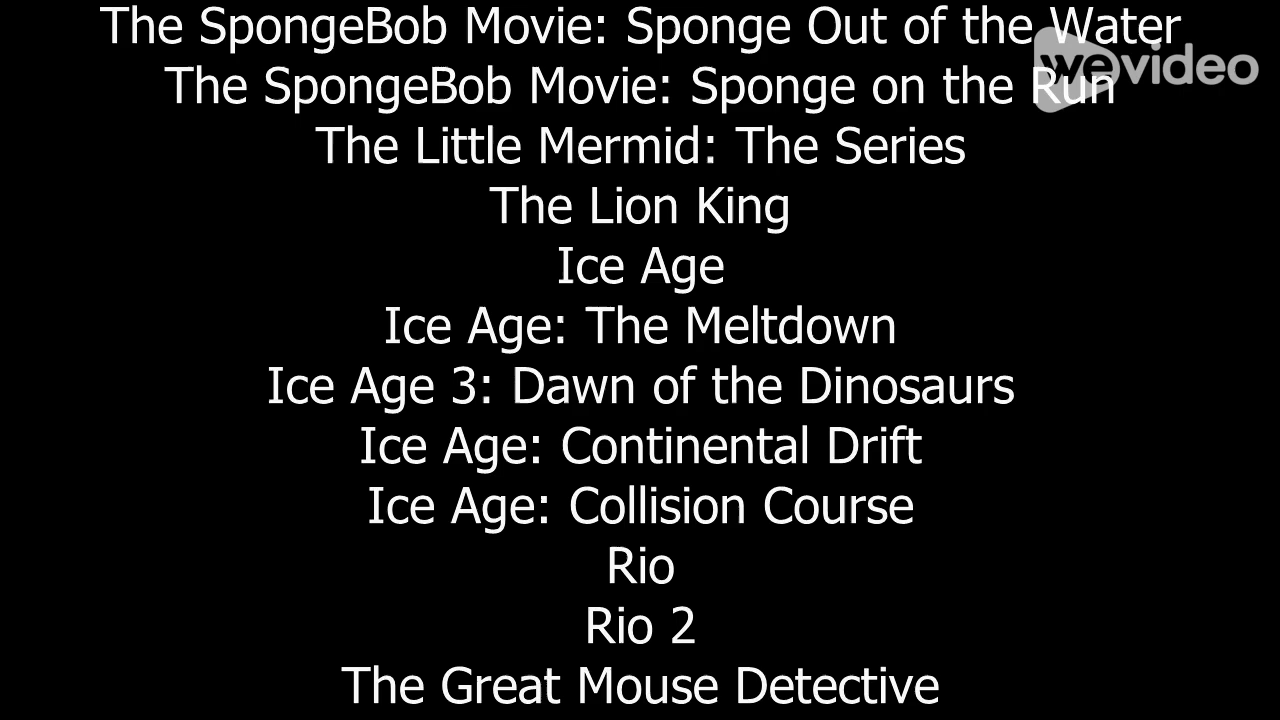 The SpongeBob Movie: Sponge Out of the Water
wevideo
The SpongeBob Movie: Sponge on the Run
The Little Mermid: The Series
The Lion King
Ice Age
Ice Age: The Meltdown
Ice Age 3: Dawn of the Dinosaurs
Ice Age: Continental Drift
Ice Age: Collision Course
Rio
Rio 2
The Great Mouse Detective